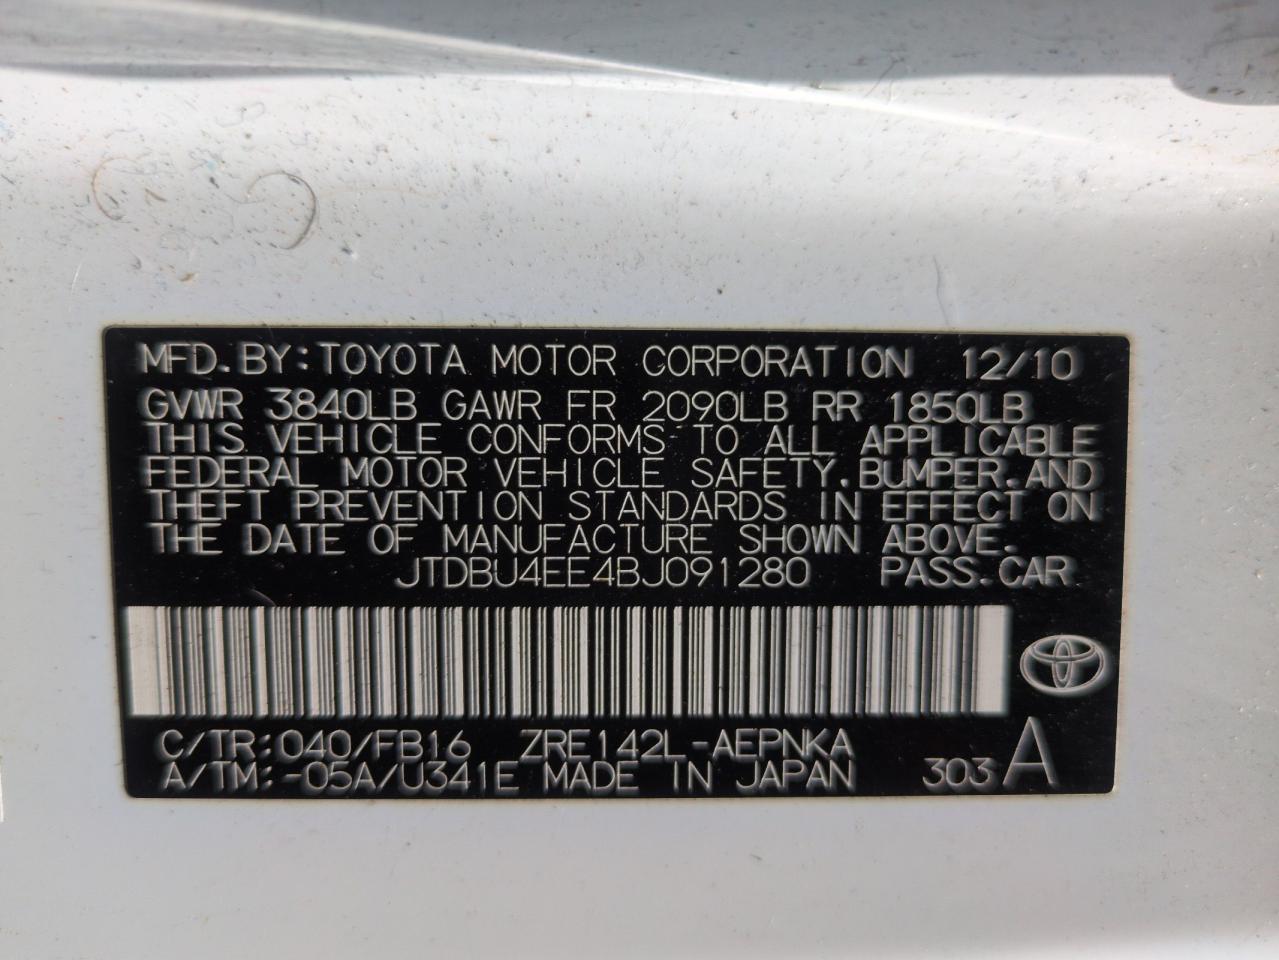 MFD.BY:TOYOTA MOTOR CORPORATION 12/10
GVWR 3840LB GAWR FR 2090LB RR 1850LB
THIS VEHICLE CONFORMS TO ALL APPLICABLE
FEDERAL MOTOR VEHICLE SAFETY,BUMPER,AND
THEFT PREVENTION STANDARDS IN EFFECT ON
THE DATE OF MANUFACTURE SHOWN ABOVE.
JTDBU4EE4BJ091280 PASS.CAR
C/TR:040/FB16 ZRE142L-AEPNKA
A/TM:-05A/U341E MADE IN JAPAN 303 A